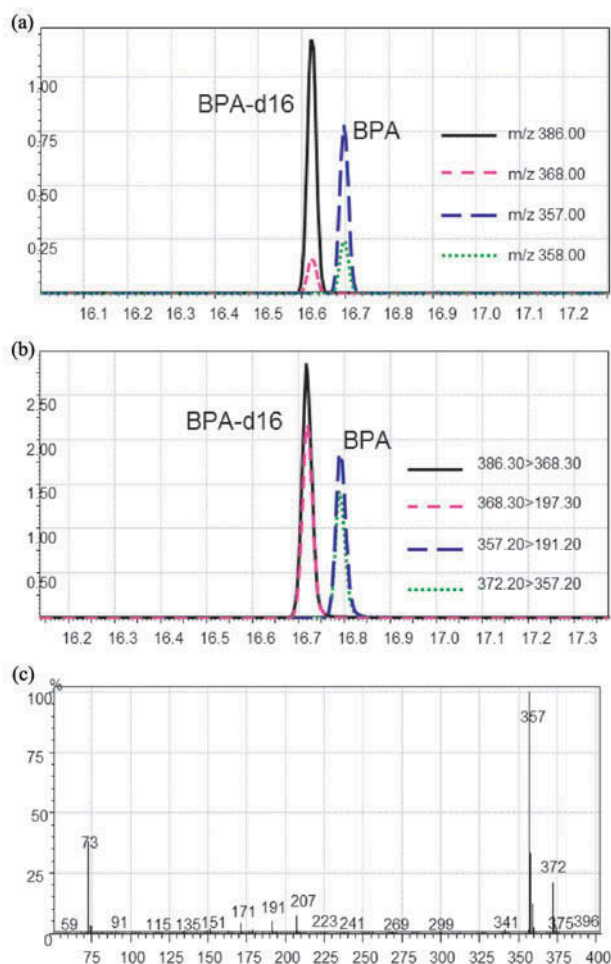 (a)
1.00
0.75
0.50
0.25
BPA-d16
BPA
m/z 386.00
m/z 368.00
m/z 357.00
m/z 358.00
16.1 16.2 16.3 16.4 16.5 16.6 16.7 16.8 16.9 17.0 17.1 17.2
(b)
2.50
2.00
1.50
1.00
0.50
BPA-d16
BPA
386.30>368.30
368.30>197.30
357.20>191.20
372.20>357.20
16.2 16.3 16.4 16.5 16.6 16.7 16.8 16.9 17.0 17.1 17.2 17.3
(c)
%
100
75
50
25
0
59 73 91 115 135 151 171 191 207 223 241 269 299 341 357 372 375 396
75 100 125 150 175 200 225 250 275 300 325 350 375 400